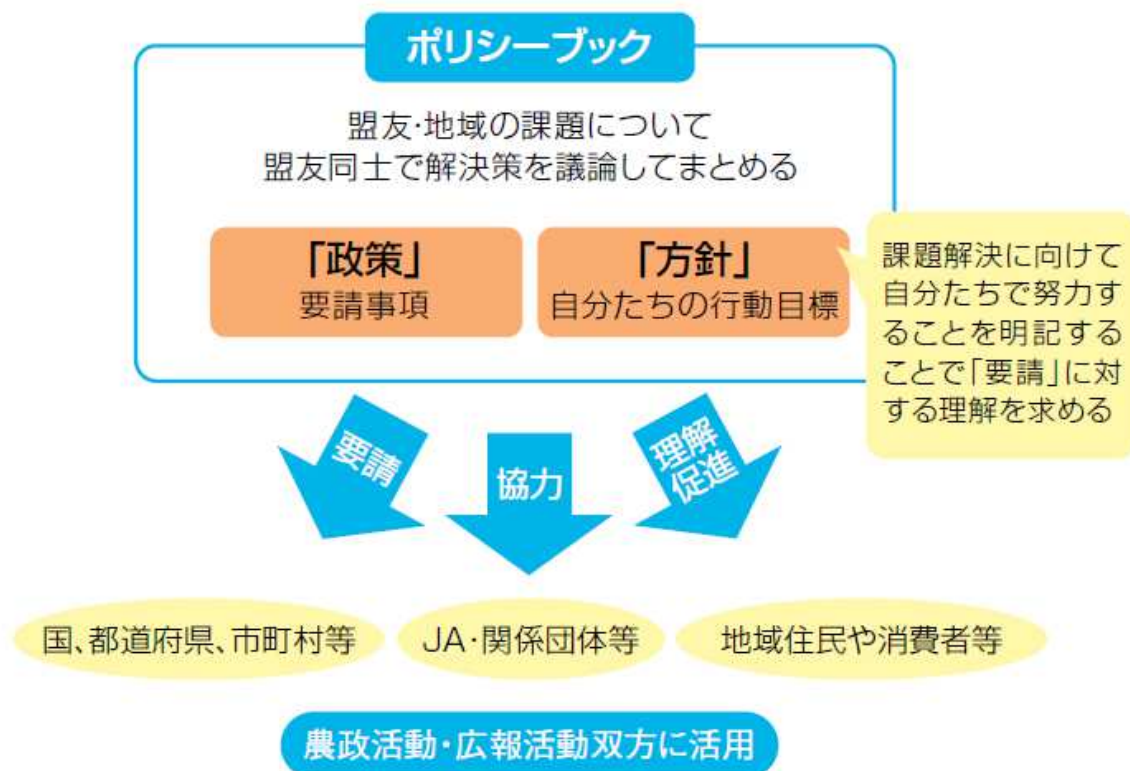 ポリシーブック
盟友・地域の課題について
盟友同士で解決策を議論してまとめる
「政策」
要請事項
「方針」
自分たちの行動目標
課題解決に向けて
自分たちで努力す
ることを明記する
ことで「要請」に対
する理解を求める
要請
協力
理解
促進
国、都道府県、市町村等
JA・関係団体等
地域住民や消費者等
農政活動・広報活動双方に活用